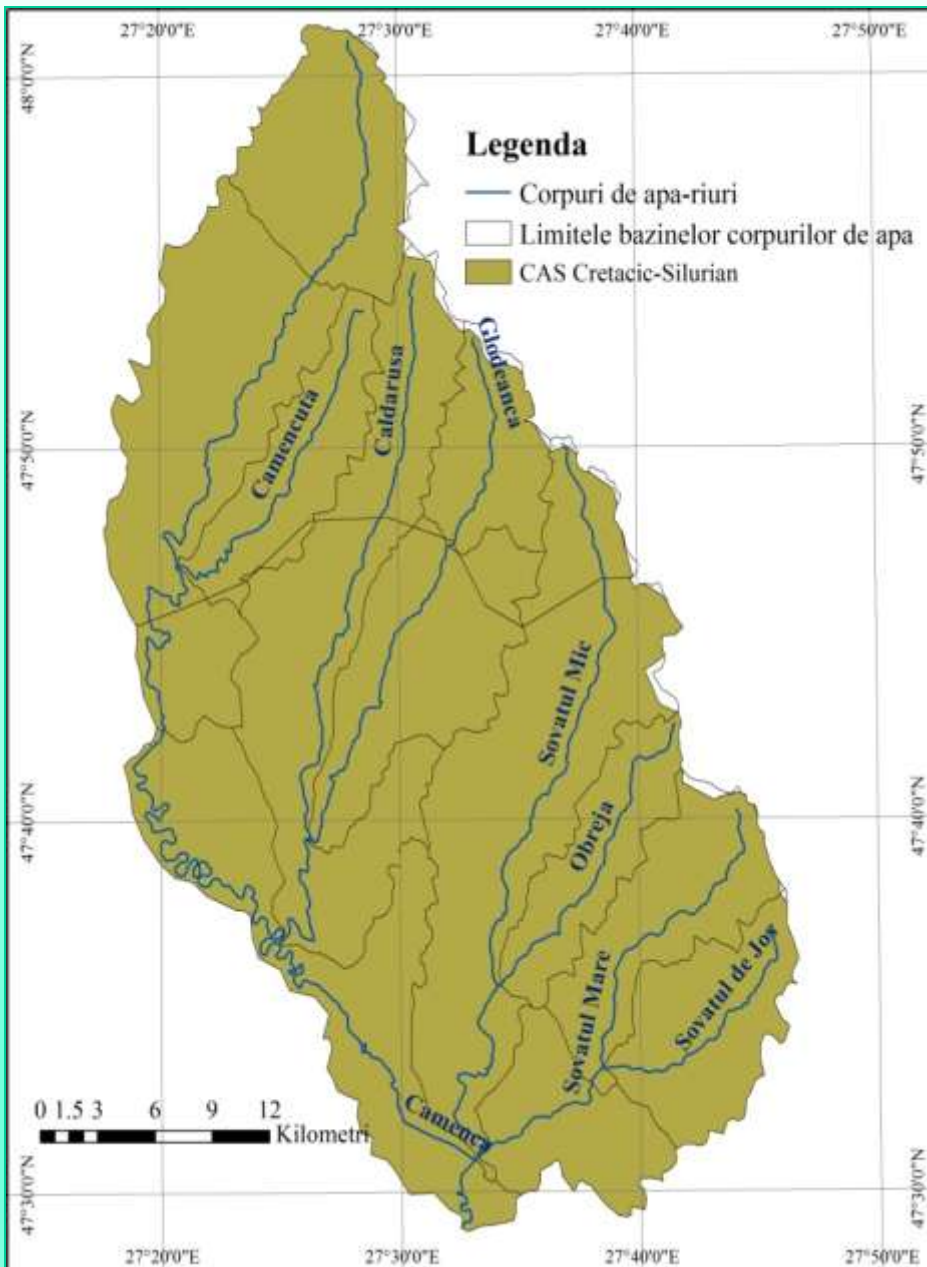 27°20'0"E 27°30'0"E 27°40'0"E 27°50'0"E
48°0'0"N
48°0'0"N
Legenda
Corpuri de apa-riuri
Limitele bazinelor corpurilor de apa
CAS Cretacic-Silurian
Glodeanca
Camencuta
Caldarusa
47°50'0"N
47°50'0"N
Sovatul Mic
Obreja
47°40'0"N
47°40'0"N
Sovatul Mare
Sovatul de Jos
Camenca
0 1.5 3 6 9 12
Kilometri
47°30'0"N
47°30'0"N
27°20'0"E 27°30'0"E 27°40'0"E 27°50'0"E